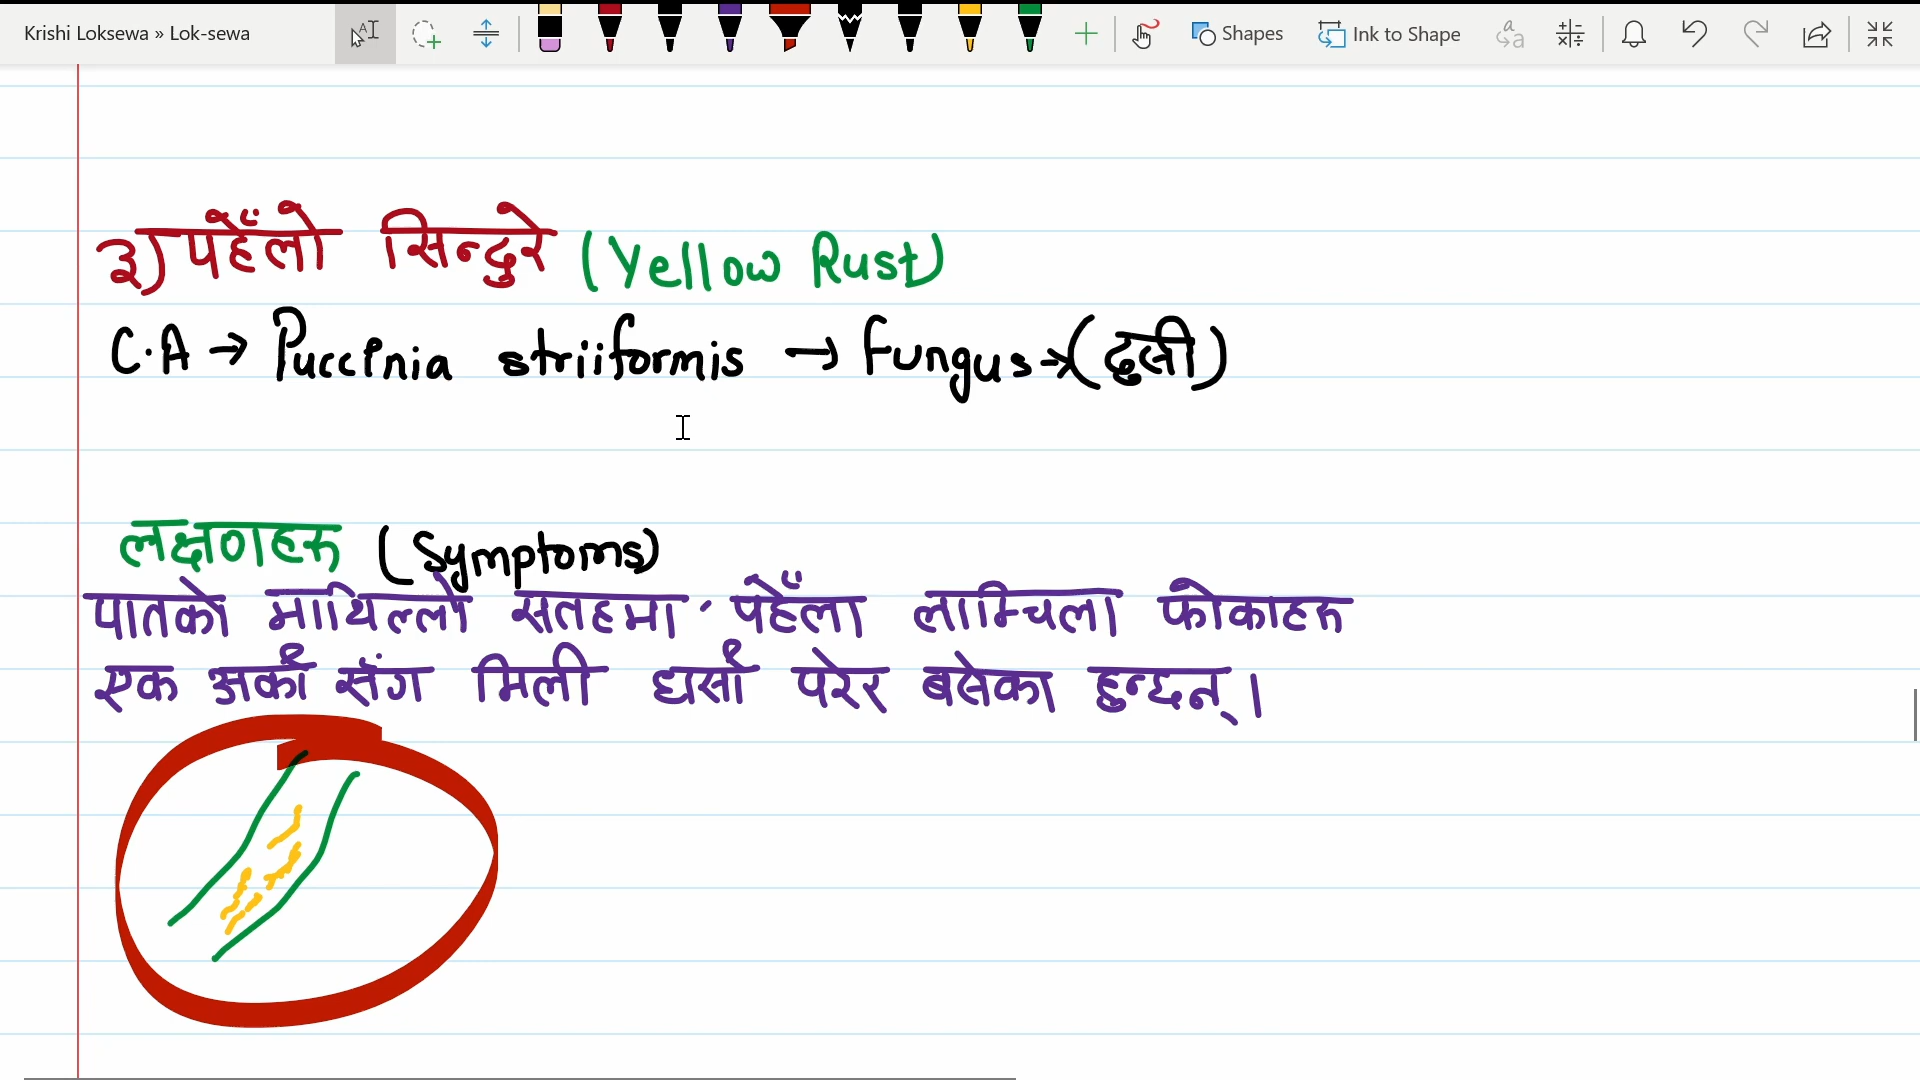 Krishi Loksewa » Lok-sewa
Shapes
Ink to Shape
३) पहेँलो सिन्दुरे (Yellow Rust)
C.A → Puccinia striiformis → Fungus → (ढुसी)
लक्षणहरु (Symptoms)
पातको माथिल्लो सतहमा पहेँला लाम्चिला फोकाहरु
एक अर्का संग मिली धर्सा परेर बसेका हुन्छन् ।